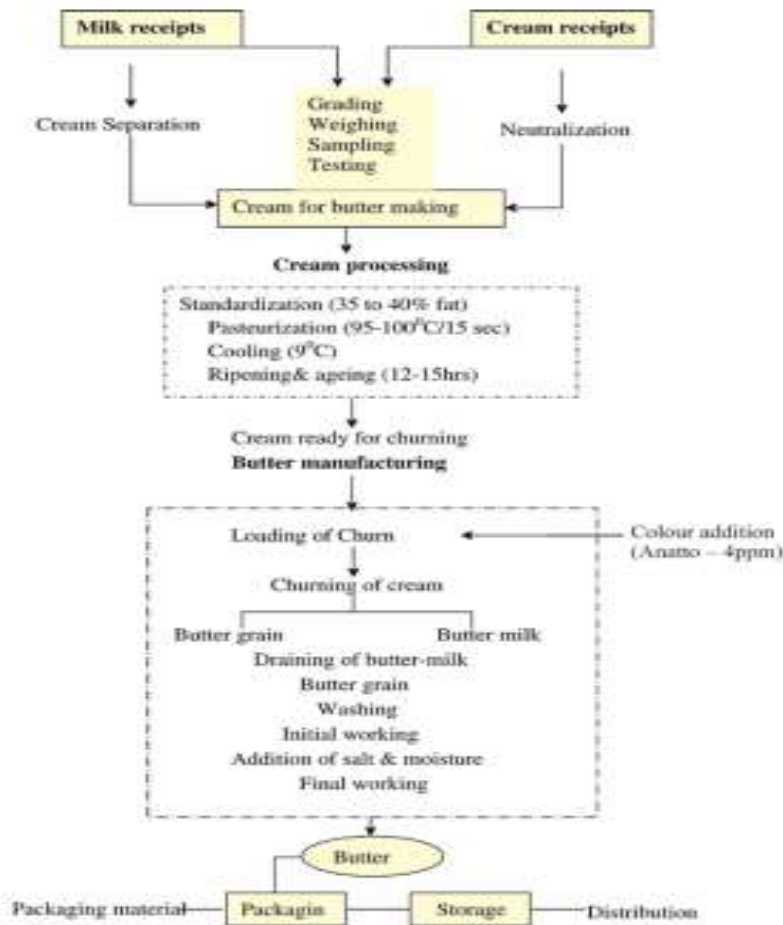 Milk receipts
Cream receipts
Grading
Weighing
Sampling
Testing
Cream Separation
Neutralization
Cream for butter making
Cream processing
Standardization (35 to 40% fat)
Pasteurization (95-100⁰C/15 sec)
Cooling (9⁰C)
Ripening& ageing (12-15hrs)
Cream ready for churning
Butter manufacturing
Loading of Churn
Colour addition
(Anatto – 4ppm)
Churning of cream
Butter grain
Butter milk
Draining of butter-milk
Butter grain
Washing
Initial working
Addition of salt & moisture
Final working
Butter
Packaging material
Packagin
Storage
Distribution